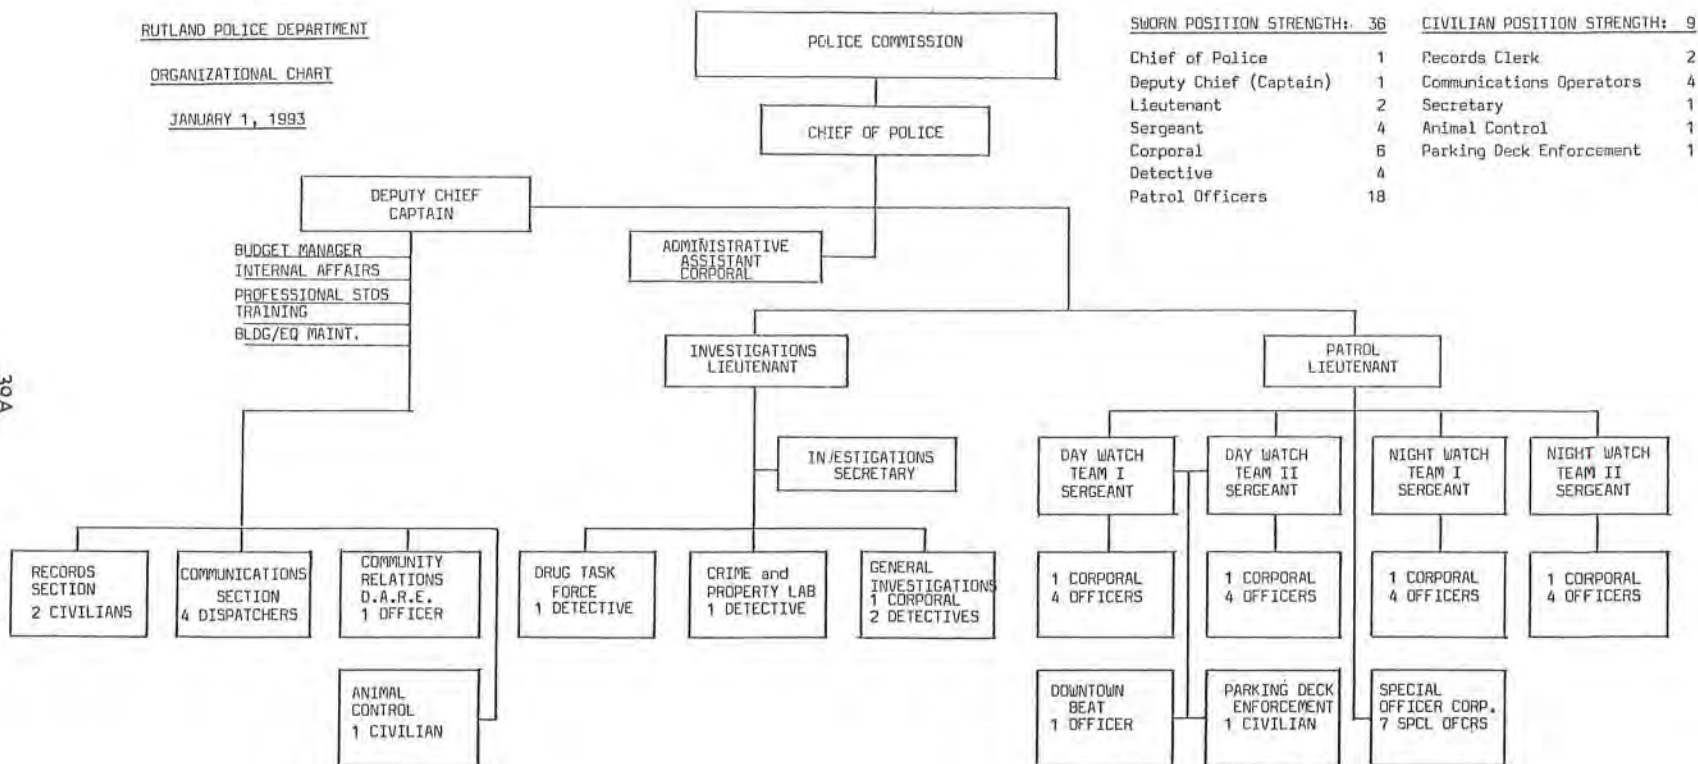 RUTLAND POLICE DEPARTMENT
ORGANIZATIONAL CHART
JANUARY 1, 1993
POLICE COMMISSION
CHIEF OF POLICE
SWORN POSITION STRENGTH: 36
Chief of Police 1
Deputy Chief (Captain) 1
Lieutenant 2
Sergeant 4
Corporal 6
Detective 4
Patrol Officers 18
CIVILIAN POSITION STRENGTH: 9
Records Clerk 2
Communications Operators 4
Secretary 1
Animal Control 1
Parking Deck Enforcement 1
DEPUTY CHIEF
CAPTAIN
BUDGET MANAGER
INTERNAL AFFAIRS
PROFESSIONAL STDS
TRAINING
BLDG/EQ MAINT.
ADMINISTRATIVE
ASSISTANT
CORPORAL
INVESTIGATIONS
LIEUTENANT
PATROL
LIEUTENANT
39A
INVESTIGATIONS
SECRETARY
DAY WATCH
TEAM I
SERGEANT
DAY WATCH
TEAM II
SERGEANT
NIGHT WATCH
TEAM I
SERGEANT
NIGHT WATCH
TEAM II
SERGEANT
RECORDS
SECTION
2 CIVILIANS
COMMUNICATIONS
SECTION
4 DISPATCHERS
COMMUNITY
RELATIONS
D.A.R.E.
1 OFFICER
DRUG TASK
FORCE
1 DETECTIVE
CRIME and
PROPERTY LAB
1 DETECTIVE
GENERAL
INVESTIGATIONS
1 CORPORAL
2 DETECTIVES
1 CORPORAL
4 OFFICERS
1 CORPORAL
4 OFFICERS
1 CORPORAL
4 OFFICERS
1 CORPORAL
4 OFFICERS
ANIMAL
CONTROL
1 CIVILIAN
DOWNTOWN
BEAT
1 OFFICER
PARKING DECK
ENFORCEMENT
1 CIVILIAN
SPECIAL
OFFICER CORP.
7 SPCL OFCRS